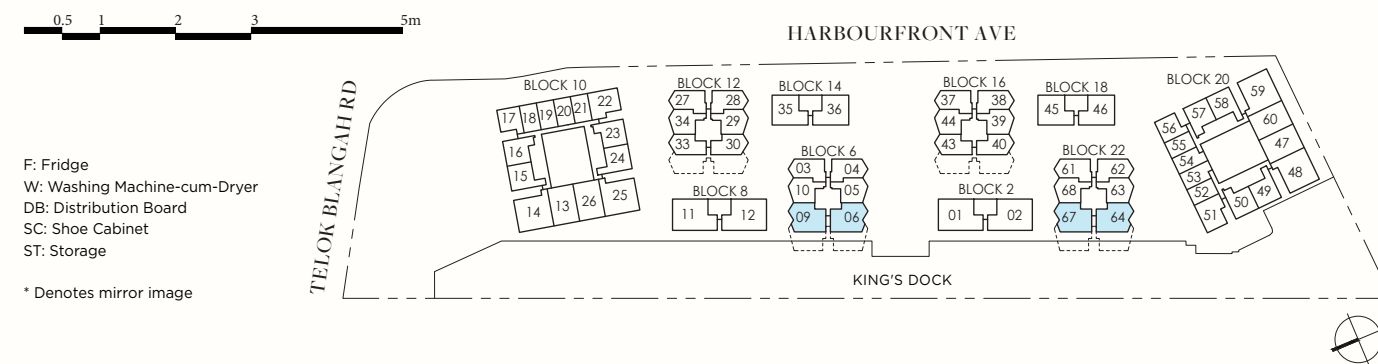 0.5 1 2 3 5m
HARBOURFRONT AVE
TELOK BLANGAH RD
F: Fridge
W: Washing Machine-cum-Dryer
DB: Distribution Board
SC: Shoe Cabinet
ST: Storage
* Denotes mirror image
BLOCK 10
17 18 19 20 21 22
16 23
15 24
14 13 26 25
BLOCK 12
27 28
34 29
33 30
BLOCK 14
35 36
BLOCK 8
11 12
BLOCK 6
03 04
10 05
09 06
BLOCK 16
37 38
44 39
43 40
BLOCK 18
45 46
BLOCK 2
01 02
BLOCK 22
61 62
68 63
67 64
BLOCK 20
59
58
57 60
56
55 47
54
53 48
52 49
51 50
KING'S DOCK